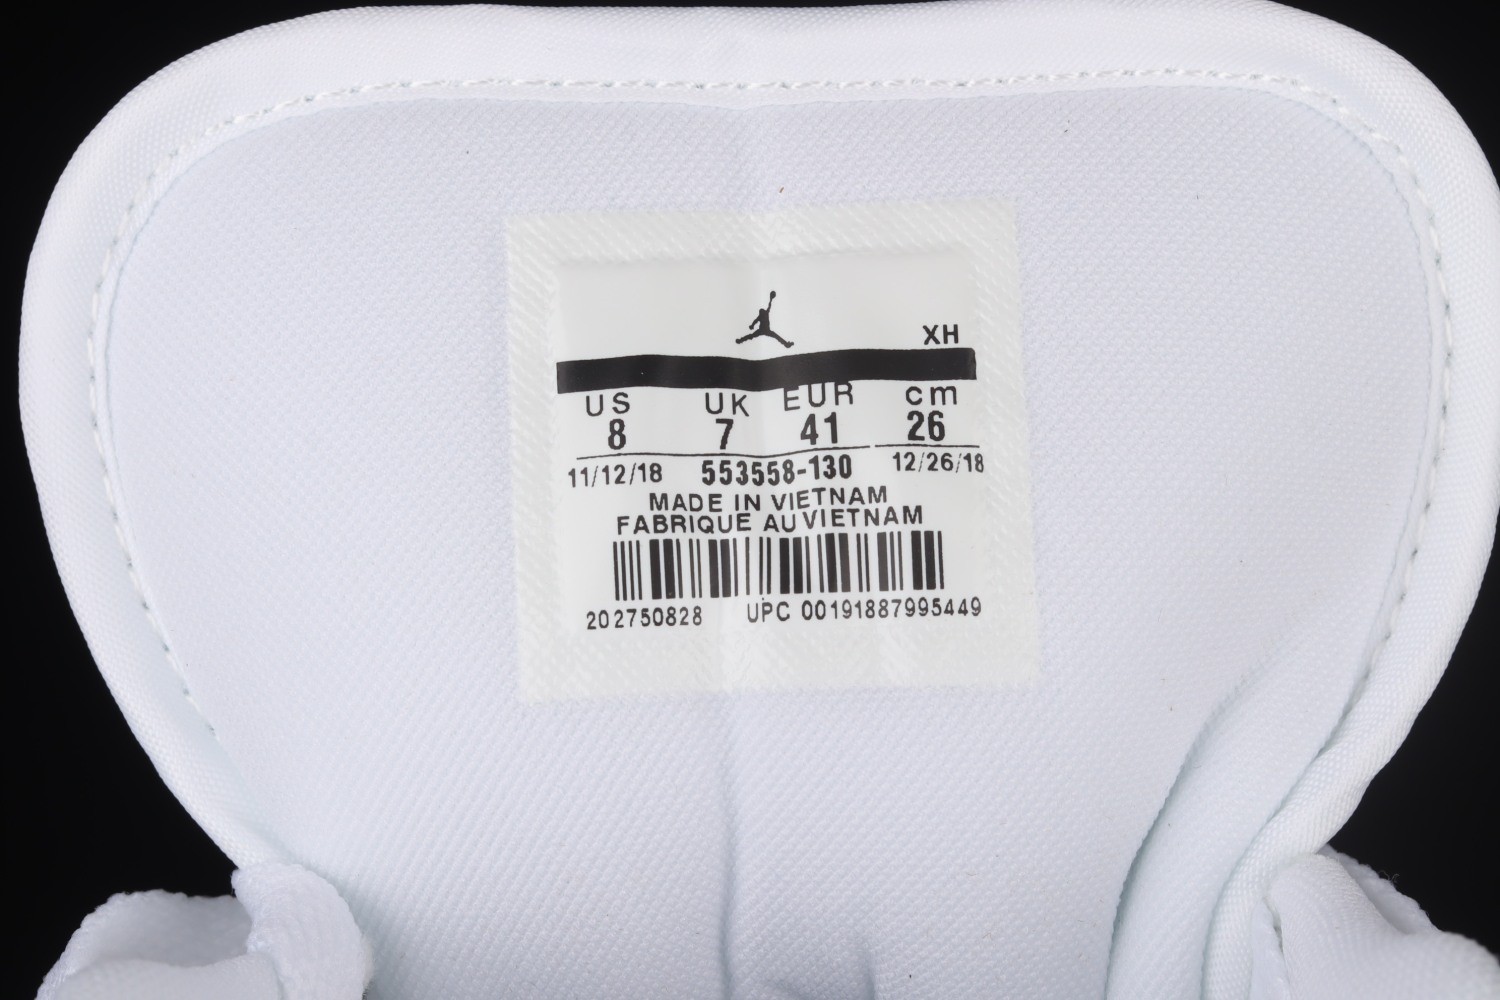 XH
US UK EUR cm
8 7 41 26
11/12/18 553558-130 12/26/18
MADE IN VIETNAM
FABRIQUE AU VIETNAM
202750828 UPC 00191887995449